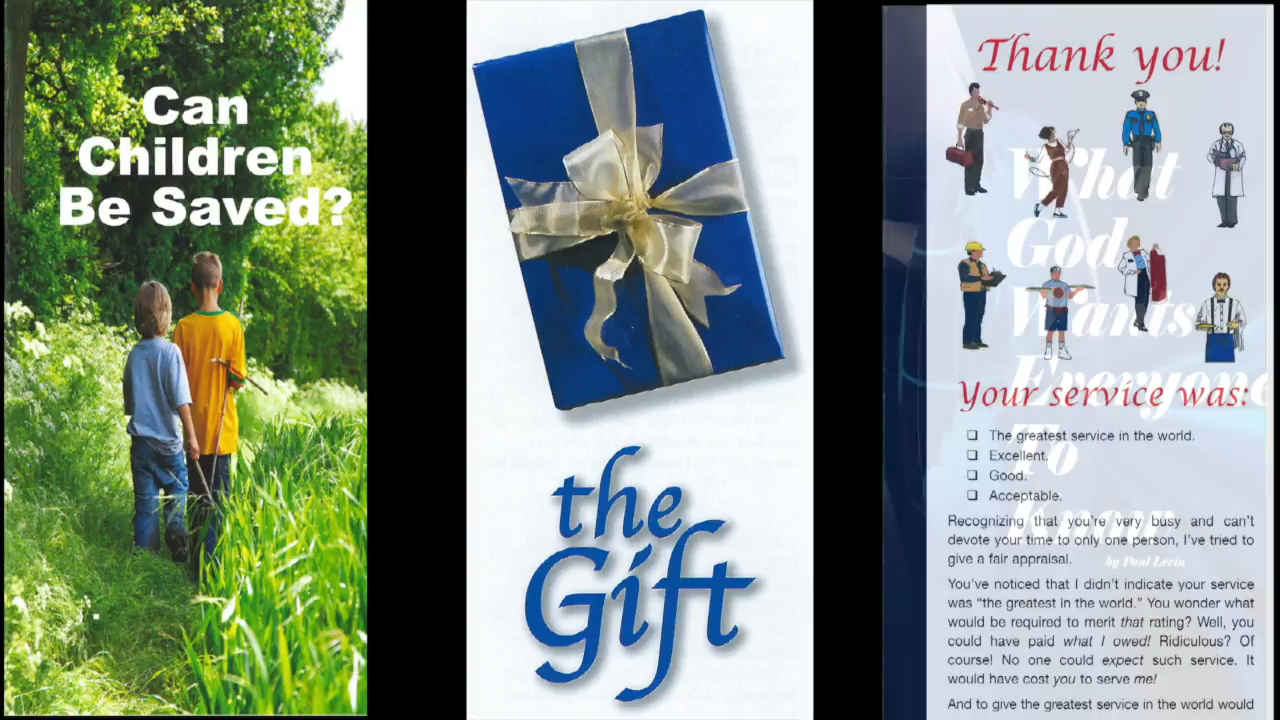 Can
Children
Be Saved?
the
Gift
Thank you!
What
God
Wants
Everyone
To
Know
by Paul Levin
Your service was:
❏ The greatest service in the world.
❏ Excellent.
❏ Good.
❏ Acceptable.
Recognizing that you're very busy and can't
devote your time to only one person, I've tried to
give a fair appraisal.
You've noticed that I didn't indicate your service
was “the greatest in the world.” You wonder what
would be required to merit that rating? Well, you
could have paid what I owed! Ridiculous? Of
course! No one could expect such service. It
would have cost you to serve me!
And to give the greatest service in the world would